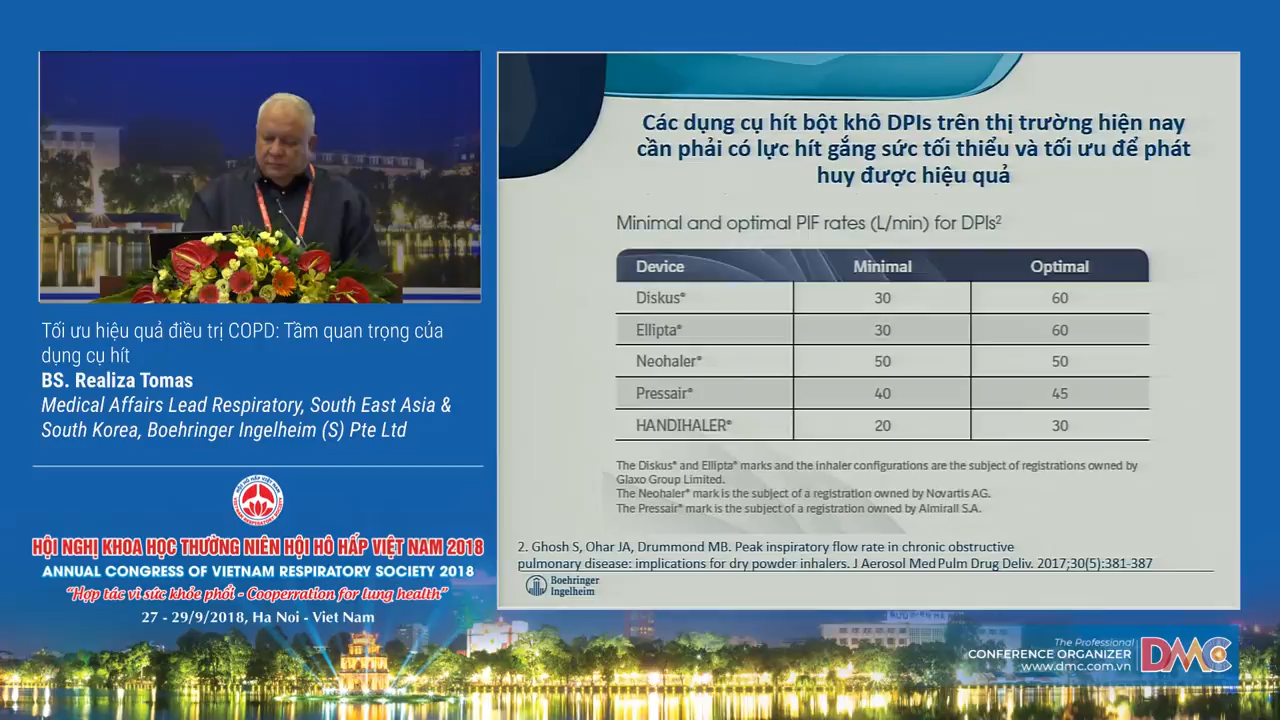 Tối ưu hiệu quả điều trị COPD: Tầm quan trọng của
dụng cụ hít
BS. Realiza Tomas
Medical Affairs Lead Respiratory, South East Asia &
South Korea, Boehringer Ingelheim (S) Pte Ltd
HỘI HÔ HẤP VIỆT NAM
VIETNAM RESPIRATORY SOCIETY
HỘI NGHỊ KHOA HỌC THƯỜNG NIÊN HỘI HÔ HẤP VIỆT NAM 2018
ANNUAL CONGRESS OF VIETNAM RESPIRATORY SOCIETY 2018
"Hợp tác vì sức khỏe phổi - Cooperration for lung health"
27 - 29/9/2018, Ha Noi - Viet Nam
Các dụng cụ hít bột khô DPIs trên thị trường hiện nay
cần phải có lực hít gắng sức tối thiểu và tối ưu để phát
huy được hiệu quả
Minimal and optimal PIF rates (L/min) for DPIs²
Device Minimal Optimal
Diskus® 30 60
Ellipta® 30 60
Neohaler® 50 50
Pressair® 40 45
HANDIHALER® 20 30
The Diskus® and Ellipta® marks and the inhaler configurations are the subject of registrations owned by
Glaxo Group Limited.
The Neohaler® mark is the subject of a registration owned by Novartis AG.
The Pressair® mark is the subject of a registration owned by Almirall S.A.
2. Ghosh S, Ohar JA, Drummond MB. Peak inspiratory flow rate in chronic obstructive
pulmonary disease: implications for dry powder inhalers. J Aerosol Med Pulm Drug Deliv. 2017;30(5):381-387
Boehringer
Ingelheim
The Professional
CONFERENCE ORGANIZER
www.dmc.com.vn
DMC